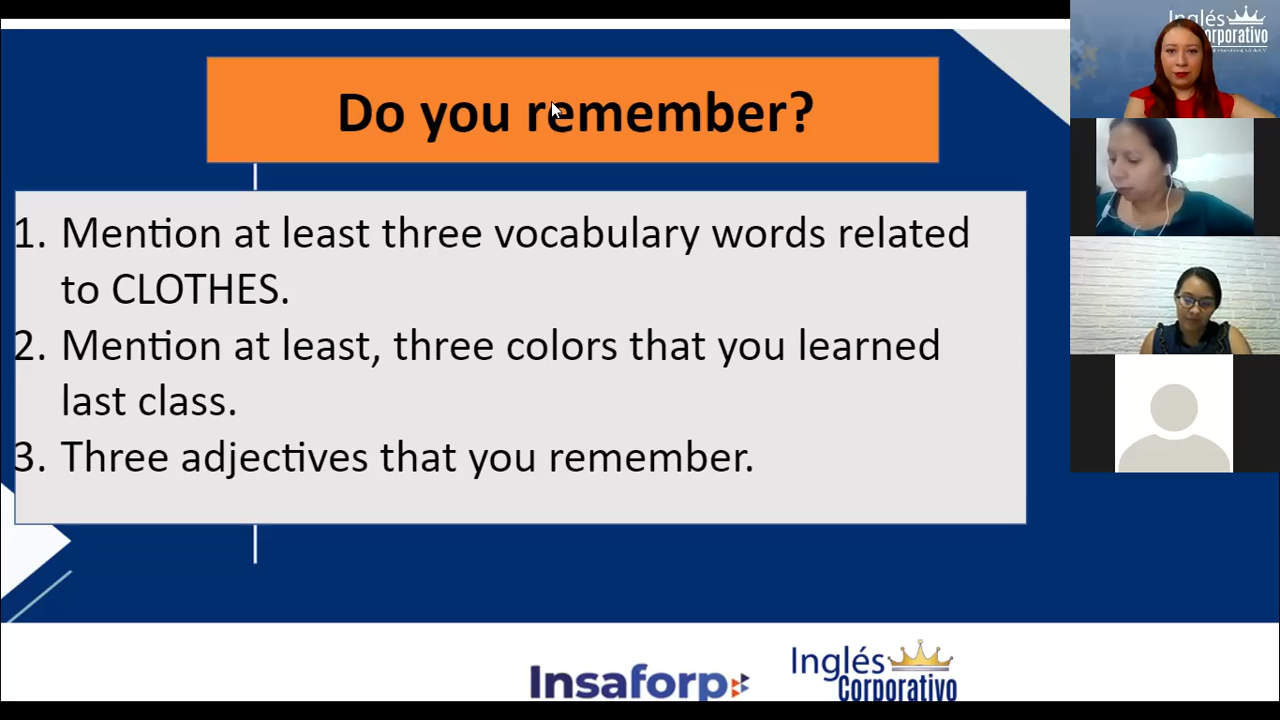 Do you remember?
1. Mention at least three vocabulary words related
to CLOTHES.
2. Mention at least, three colors that you learned
last class.
3. Three adjectives that you remember.
Insaforp
Inglés
Corporativo
Inglés
Corporativo